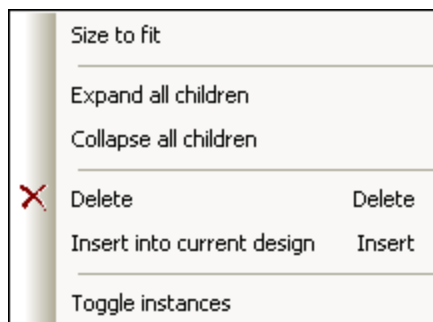 Size to fit
Expand all children
Collapse all children
Delete Delete
Insert into current design Insert
Toggle instances